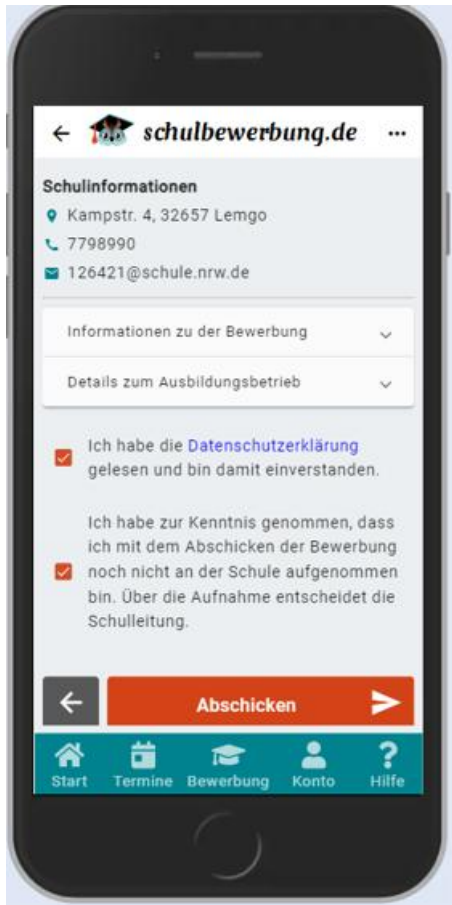 schulbewerbung.de
Schulinformationen
Kampstr. 4, 32657 Lemgo
7798990
126421@schule.nrw.de
Informationen zu der Bewerbung
Details zum Ausbildungsbetrieb
Ich habe die Datenschutzerklärung
gelesen und bin damit einverstanden.
Ich habe zur Kenntnis genommen, dass
ich mit dem Abschicken der Bewerbung
noch nicht an der Schule aufgenommen
bin. Über die Aufnahme entscheidet die
Schulleitung.
Abschicken
Start Termine Bewerbung Konto Hilfe